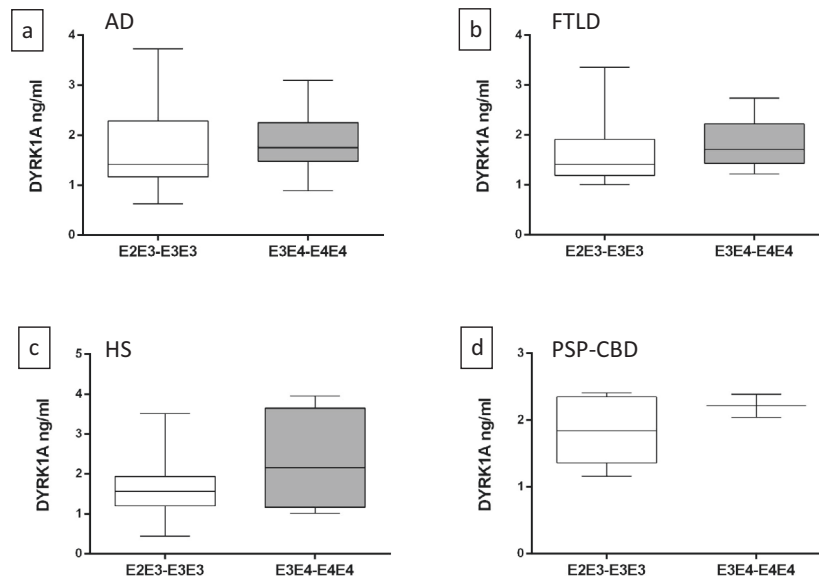 a
AD
4
3
2
1
0
DYRK1A ng/ml
E2E3-E3E3 E3E4-E4E4
b
FTLD
4
3
2
1
0
DYRK1A ng/ml
E2E3-E3E3 E3E4-E4E4
c
HS
5
4
3
2
1
0
DYRK1A ng/ml
E2E3-E3E3 E3E4-E4E4
d
PSP-CBD
3
2
1
0
DYRK1A ng/ml
E2E3-E3E3 E3E4-E4E4